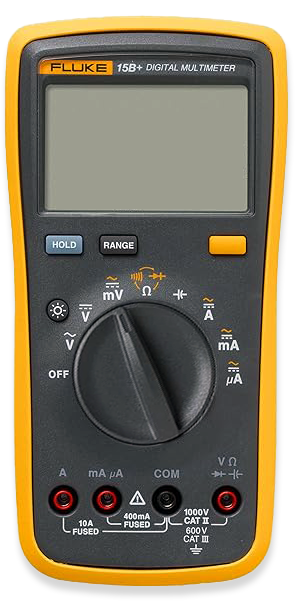 FLUKE 15B+ DIGITAL MULTIMETER
HOLD RANGE
mV Ω
V A
V mA
OFF µA
A mA µA COM V Ω
10A FUSED
400mA FUSED
1000V CAT II
600V CAT III